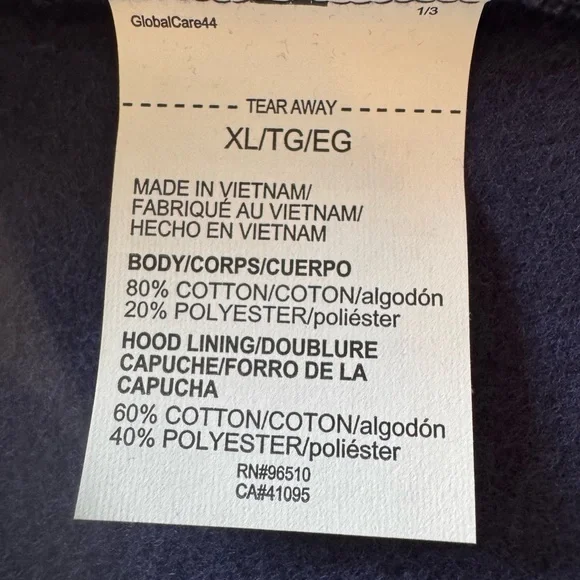 GlobalCare44
1/3
TEAR AWAY
XL/TG/EG
MADE IN VIETNAM/
FABRIQUÉ AU VIETNAM/
HECHO EN VIETNAM
BODY/CORPS/CUERPO
80% COTTON/COTON/algodón
20% POLYESTER/poliéster
HOOD LINING/DOUBLURE
CAPUCHE/FORRO DE LA
CAPUCHA
60% COTTON/COTON/algodón
40% POLYESTER/poliéster
RN#96510
CA#41095